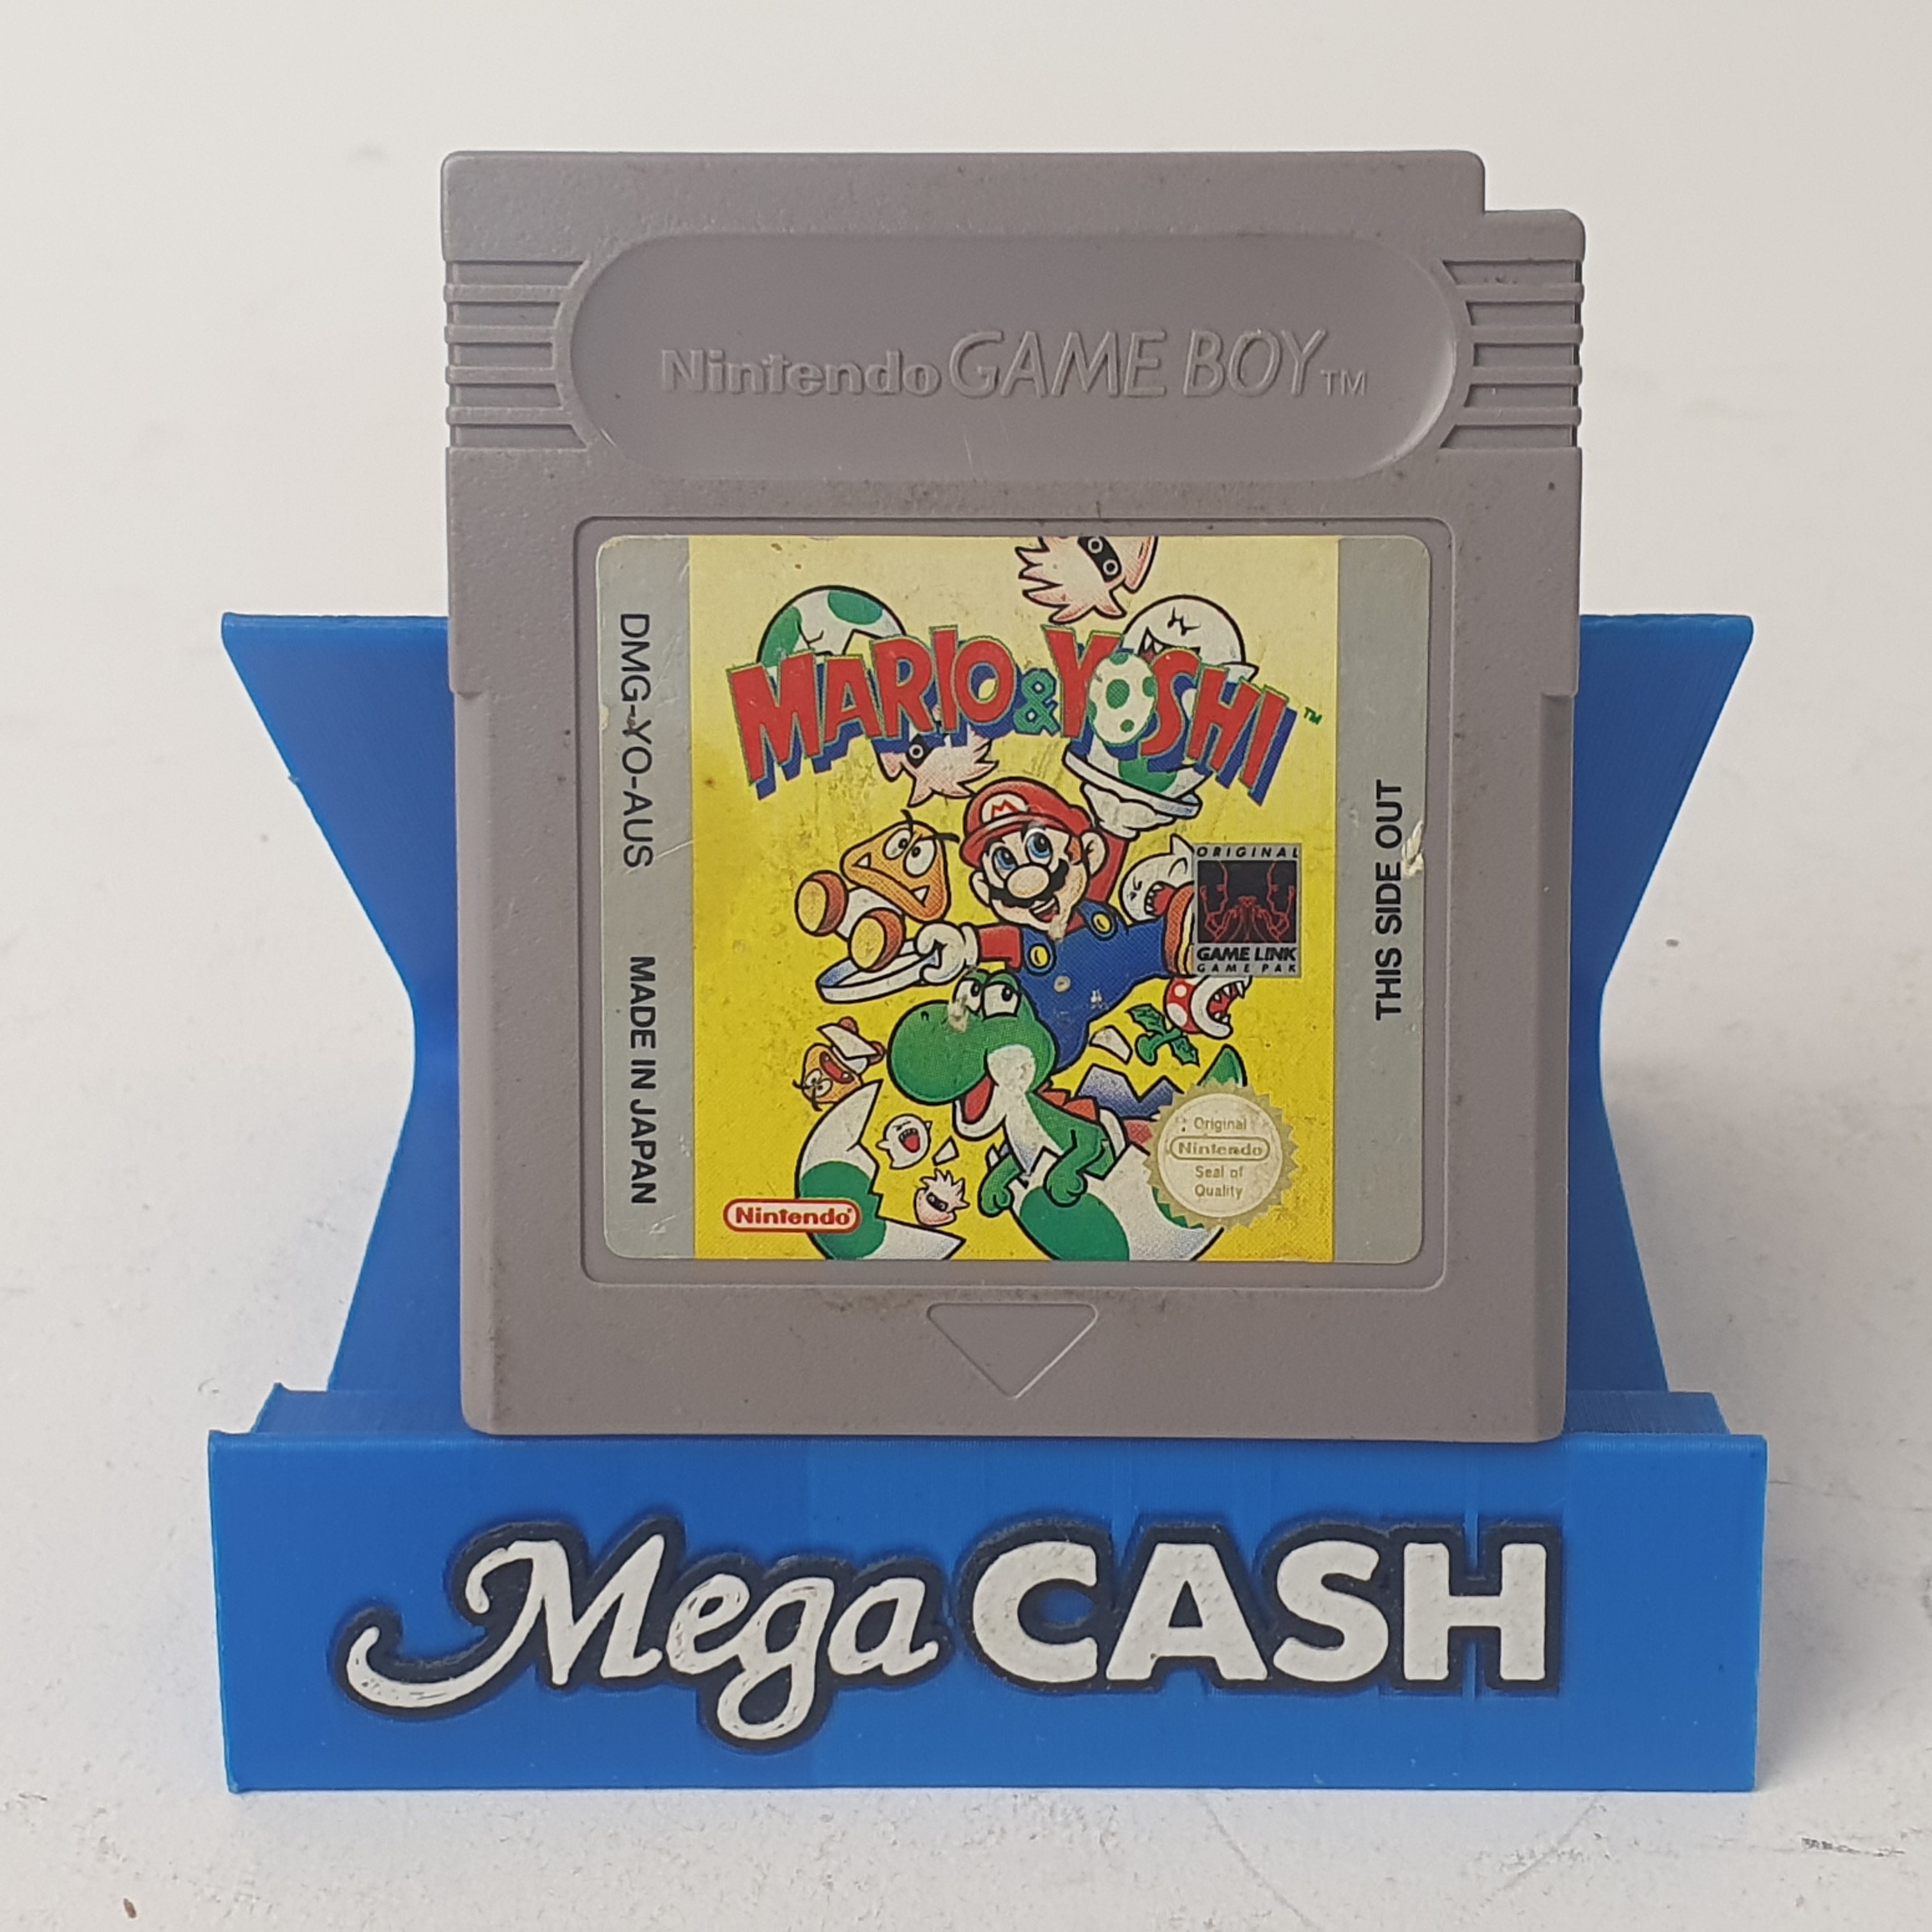 Nintendo GAME BOY TM
MARIO & YOSHI TM
DMG-YO-AUS
MADE IN JAPAN
ORIGINAL
GAME LINK
GAME PAK
THIS SIDE OUT
Original
Nintendo
Seal of
Quality
Nintendo®
Mega CASH